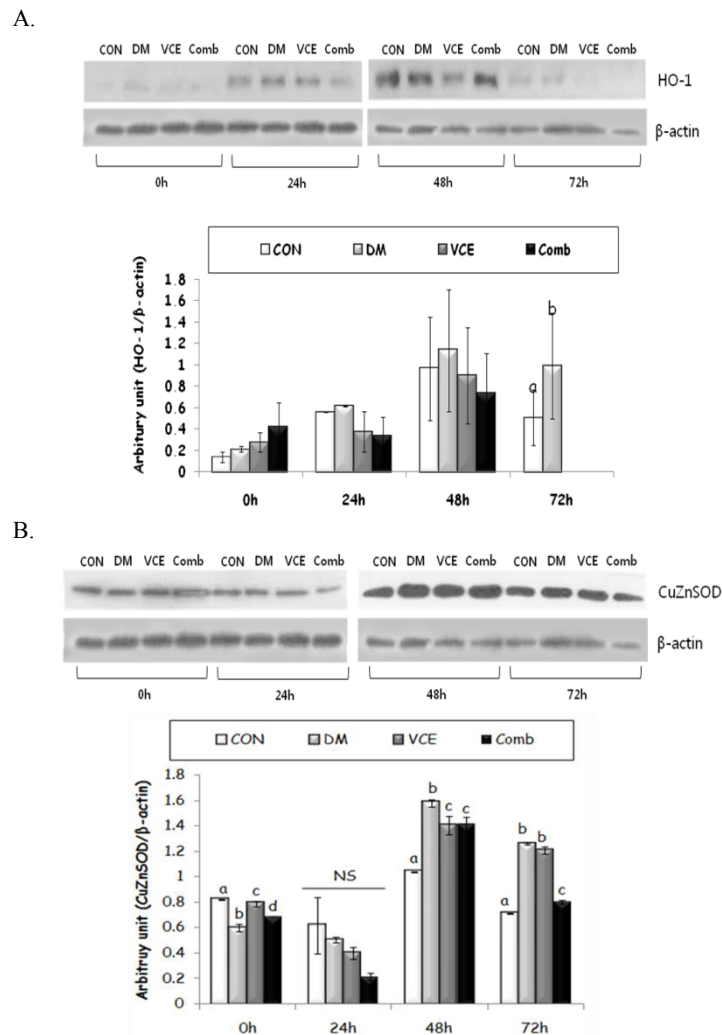 A.
CON DM VCE Comb CON DM VCE Comb CON DM VCE Comb CON DM VCE Comb
HO-1
β-actin
0h 24h 48h 72h
CON DM VCE Comb
Arbitury unit (HO-1/β-actin)
1.8
1.6
1.4
1.2
1
0.8
0.6
0.4
0.2
0
a b
0h 24h 48h 72h
B.
CON DM VCE Comb CON DM VCE Comb CON DM VCE Comb CON DM VCE Comb
CuZnSOD
β-actin
0h 24h 48h 72h
CON DM VCE Comb
Arbitruy unit (CuZnSOD/β-actin)
1.8
1.6
1.4
1.2
1
0.8
0.6
0.4
0.2
0
a b c d
NS
a b c c
a b b c
0h 24h 48h 72h